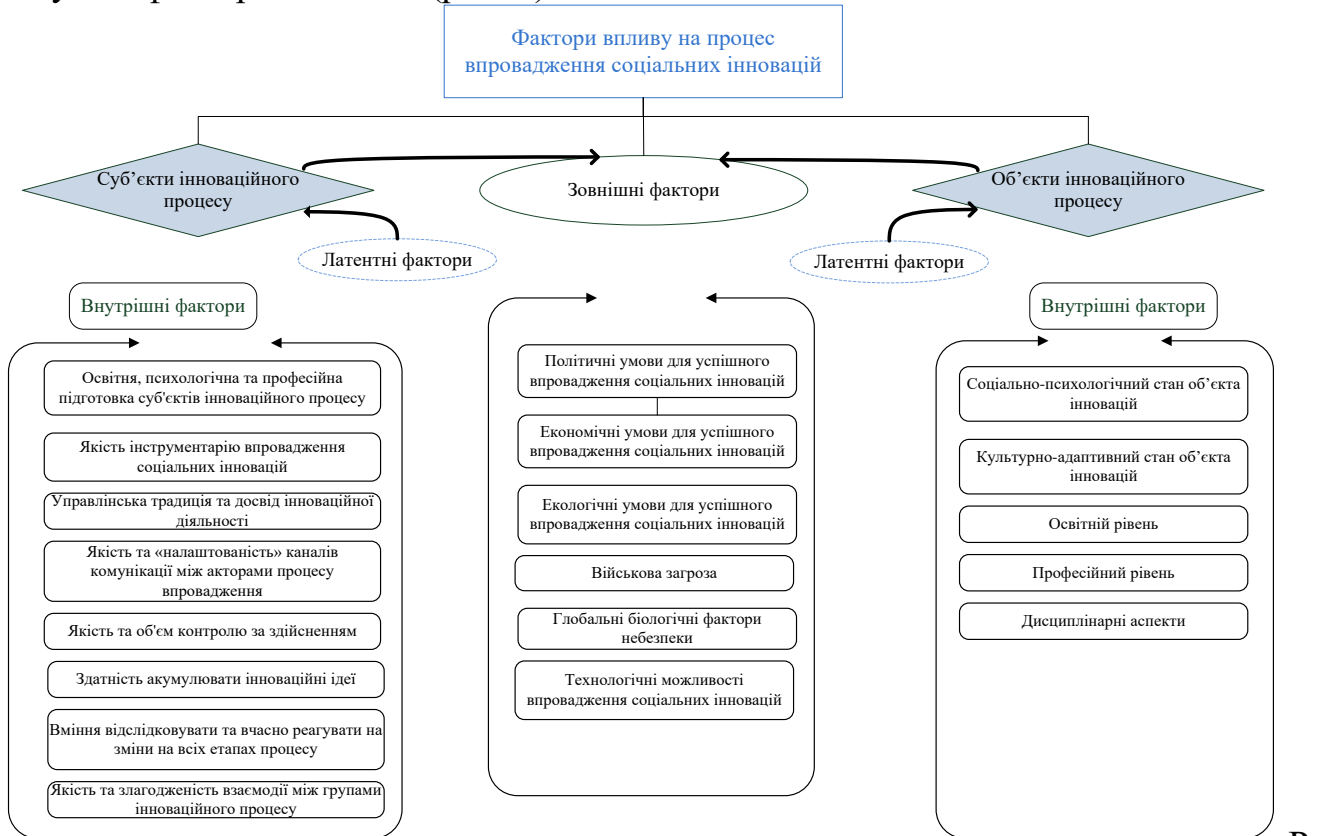 Фактори впливу на процес
впровадження соціальних інновацій
Суб’єкти інноваційного
процесу
Зовнішні фактори
Об’єкти інноваційного
процесу
Латентні фактори
Латентні фактори
Внутрішні фактори
Освітня, психологічна та професійна
підготовка суб'єктів інноваційного процесу
Якість інструментарію впровадження
соціальних інновацій
Управлінська традиція та досвід інноваційної
діяльності
Якість та «налаштованість» каналів
комунікації між акторами процесу
впровадження
Якість та об'єм контролю за здійсненням
Здатність акумулювати інноваційні ідеї
Вміння відслідковувати та вчасно реагувати на
зміни на всіх етапах процесу
Якість та злагодженість взаємодії між групами
інноваційного процесу
Політичні умови для успішного
впровадження соціальних інновацій
Економічні умови для успішного
впровадження соціальних інновацій
Екологічні умови для успішного
впровадження соціальних інновацій
Військова загроза
Глобальні біологічні фактори
небезпеки
Технологічні можливості
впровадження соціальних інновацій
Внутрішні фактори
Соціально-психологічний стан об’єкта
інновацій
Культурно-адаптивний стан об’єкта
інновацій
Освітній рівень
Професійний рівень
Дисциплінарні аспекти